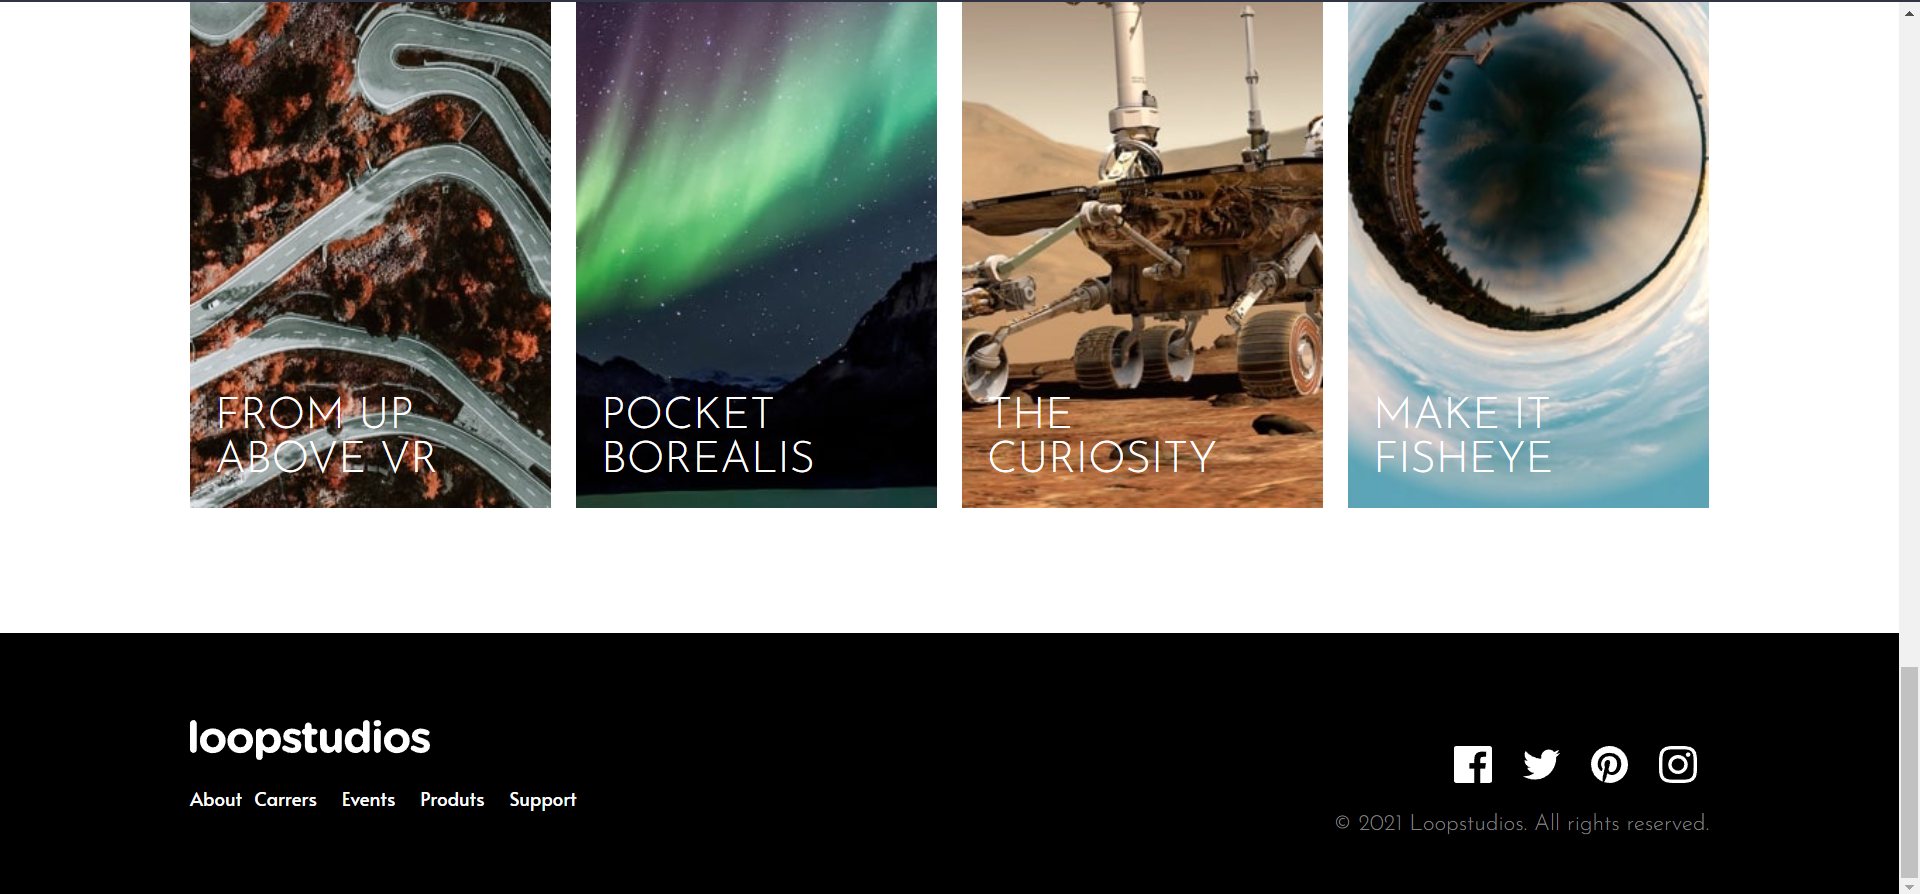 FROM UP
ABOVE VR
POCKET
BOREALIS
THE
CURIOSITY
MAKE IT
FISHEYE
loopstudios
About Carrers Events Produts Support
© 2021 Loopstudios. All rights reserved.